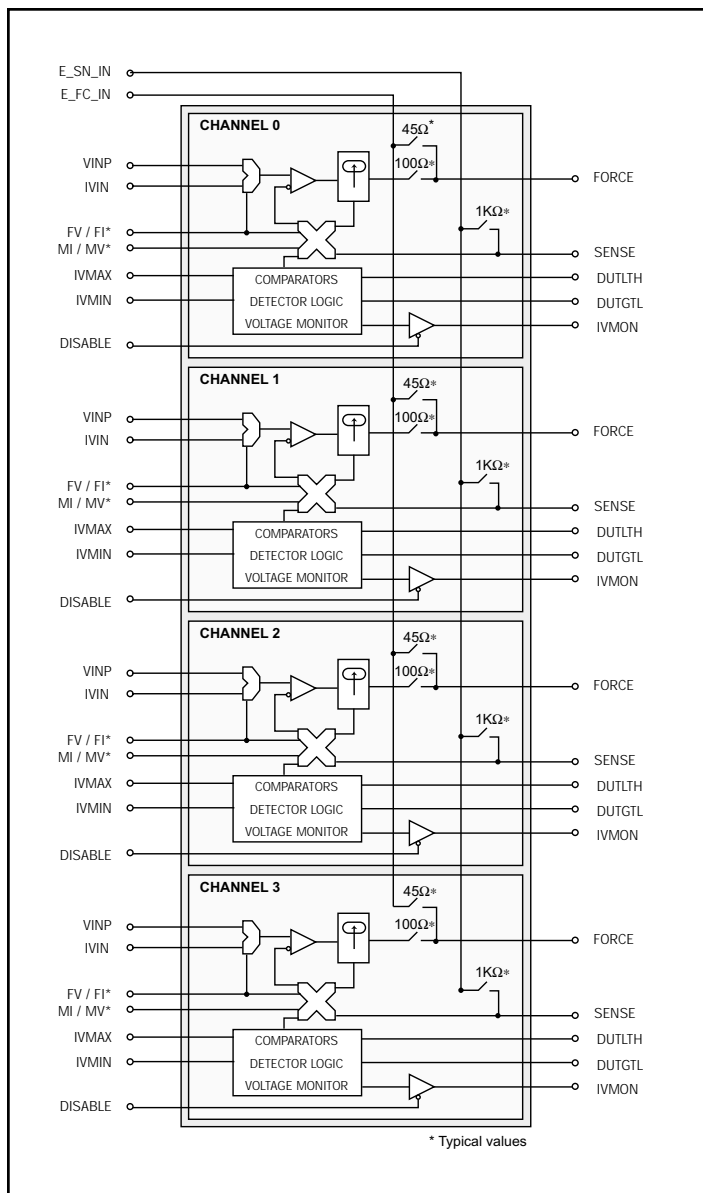 E_SN_IN
E_FC_IN
CHANNEL 0
45Ω*
VINP
100Ω*
FORCE
IVIN
1KΩ*
FV / FI*
MI / MV*
SENSE
IVMAX
COMPARATORS
DUTLTH
IVMIN
DETECTOR LOGIC
DUTGTL
VOLTAGE MONITOR
IVMON
DISABLE
CHANNEL 1
45Ω*
VINP
100Ω*
FORCE
IVIN
1KΩ*
FV / FI*
MI / MV*
SENSE
IVMAX
COMPARATORS
DUTLTH
IVMIN
DETECTOR LOGIC
DUTGTL
VOLTAGE MONITOR
IVMON
DISABLE
CHANNEL 2
45Ω*
VINP
100Ω*
FORCE
IVIN
1KΩ*
FV / FI*
MI / MV*
SENSE
IVMAX
COMPARATORS
DUTLTH
IVMIN
DETECTOR LOGIC
DUTGTL
VOLTAGE MONITOR
IVMON
DISABLE
CHANNEL 3
45Ω*
VINP
100Ω*
FORCE
IVIN
1KΩ*
FV / FI*
MI / MV*
SENSE
IVMAX
COMPARATORS
DUTLTH
IVMIN
DETECTOR LOGIC
DUTGTL
VOLTAGE MONITOR
IVMON
DISABLE
* Typical values